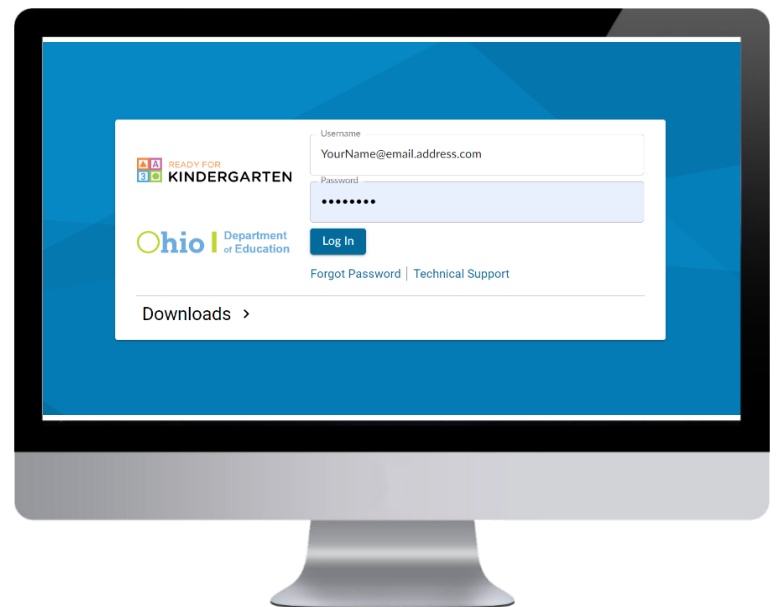 READY FOR
KINDERGARTEN
Ohio Department
of Education
Username
YourName@email.address.com
Password
••••••••
Log In
Forgot Password | Technical Support
Downloads >